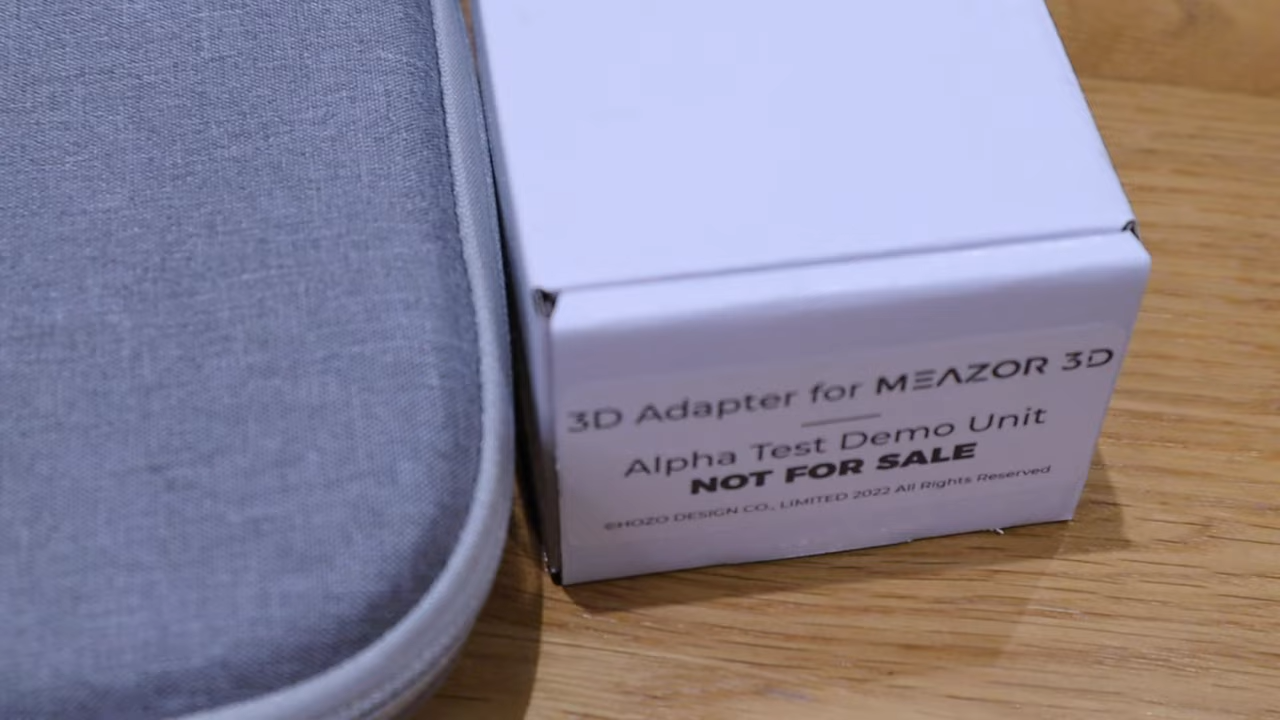 3D Adapter for MEAZOR 3D
Alpha Test Demo Unit
NOT FOR SALE
©HOZO DESIGN CO., LIMITED 2022 All Rights Reserved